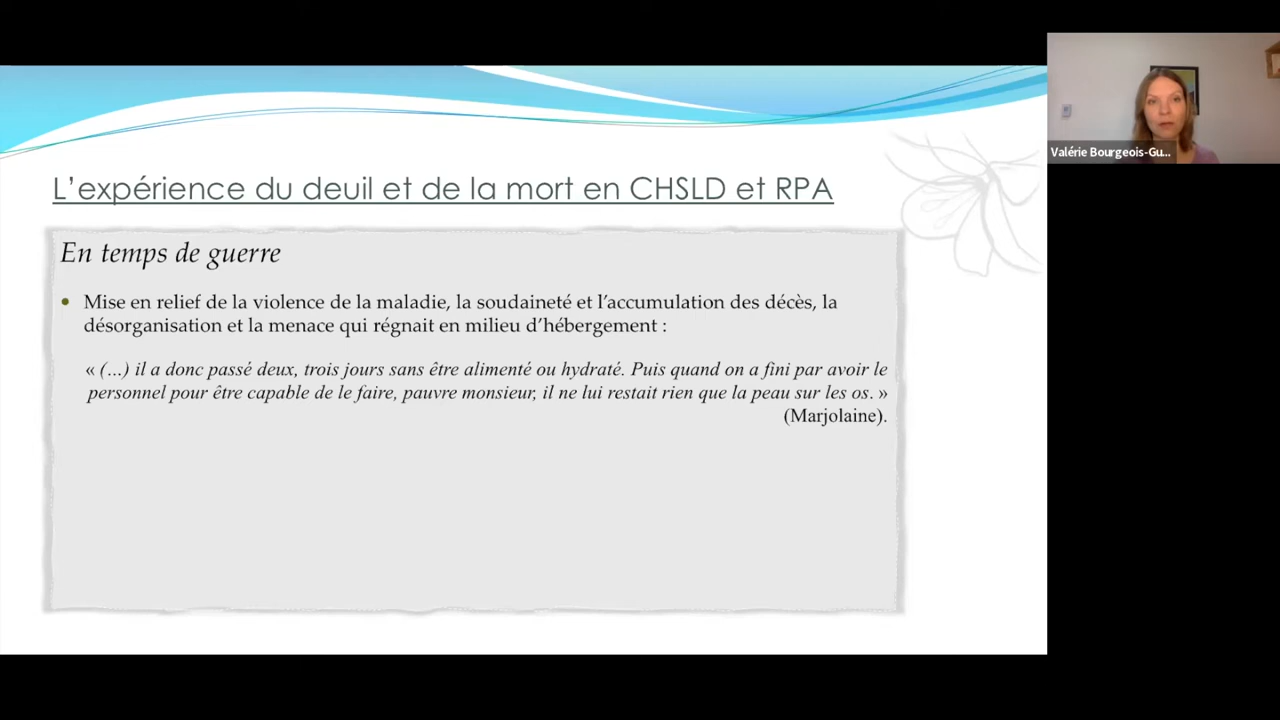 L'expérience du deuil et de la mort en CHSLD et RPA
En temps de guerre
• Mise en relief de la violence de la maladie, la soudaineté et l'accumulation des décès, la
désorganisation et la menace qui régnait en milieu d'hébergement :
« (…) il a donc passé deux, trois jours sans être alimenté ou hydraté. Puis quand on a fini par avoir le
personnel pour être capable de le faire, pauvre monsieur, il ne lui restait rien que la peau sur les os. »
(Marjolaine).
Valérie Bourgeois-Gu...